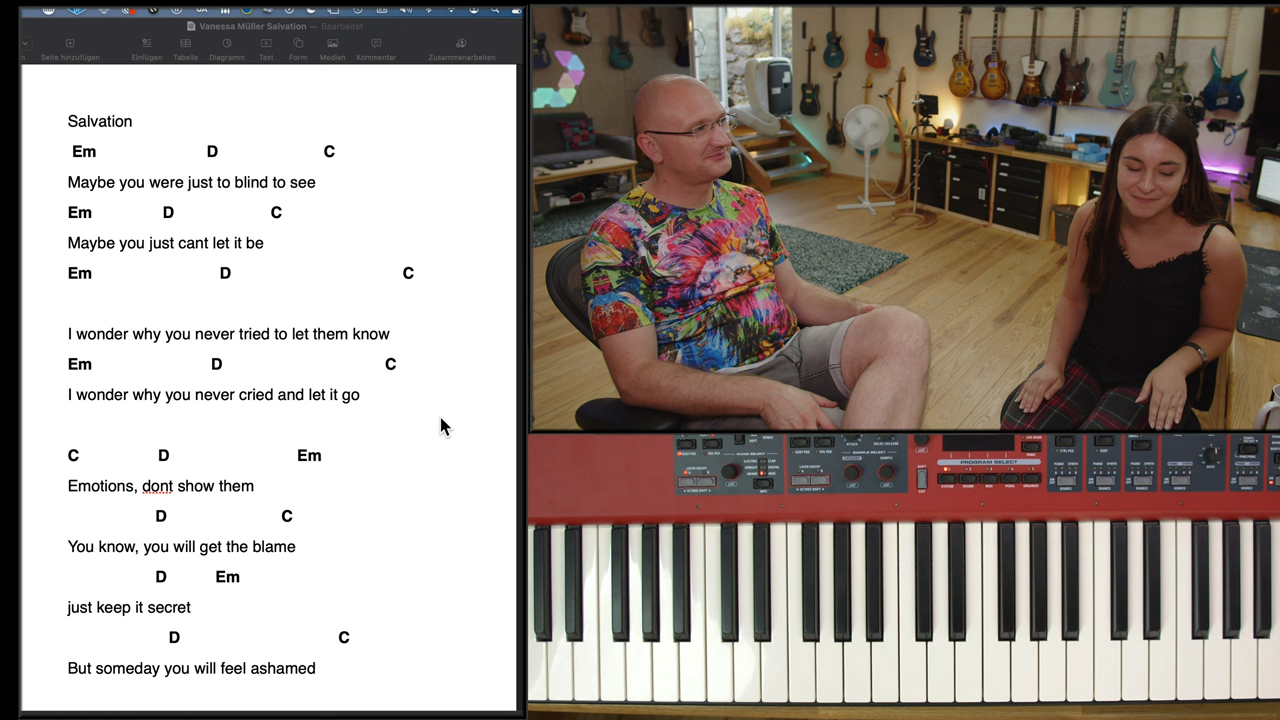 Vanessa Müller Salvation — Bearbeitet
Seite hinzufügen Einfügen Tabelle Diagramm Text Form Medien Kommentar Zusammenarbeiten
Salvation
Em D C
Maybe you were just to blind to see
Em D C
Maybe you just cant let it be
Em D C
I wonder why you never tried to let them know
Em D C
I wonder why you never cried and let it go
C D Em
Emotions, dont show them
D C
You know, you will get the blame
D Em
just keep it secret
D C
But someday you will feel ashamed
PROGRAM SELECT